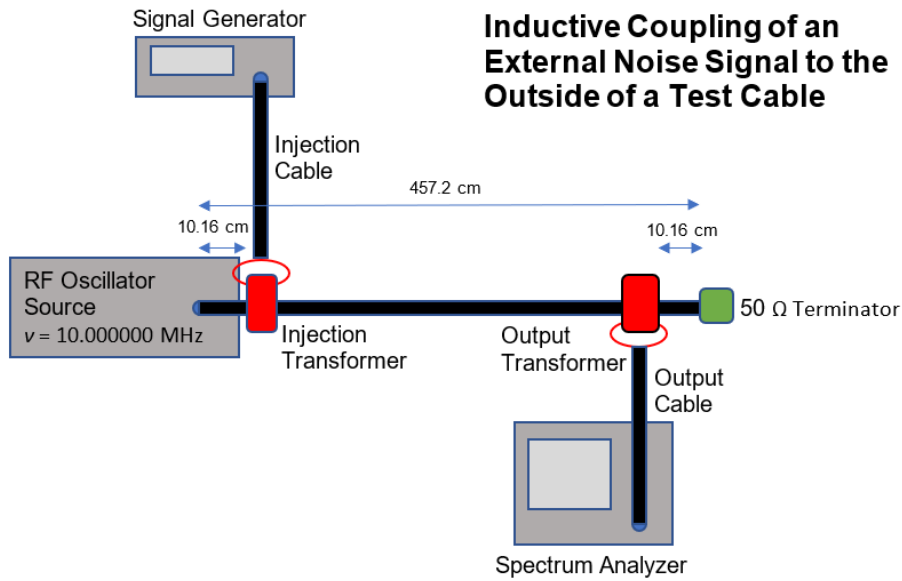 Signal Generator
Inductive Coupling of an
External Noise Signal to the
Outside of a Test Cable
Injection
Cable
457.2 cm
10.16 cm
10.16 cm
RF Oscillator
Source
ν = 10.000000 MHz
50 Ω Terminator
Injection
Transformer
Output
Transformer
Output
Cable
Spectrum Analyzer